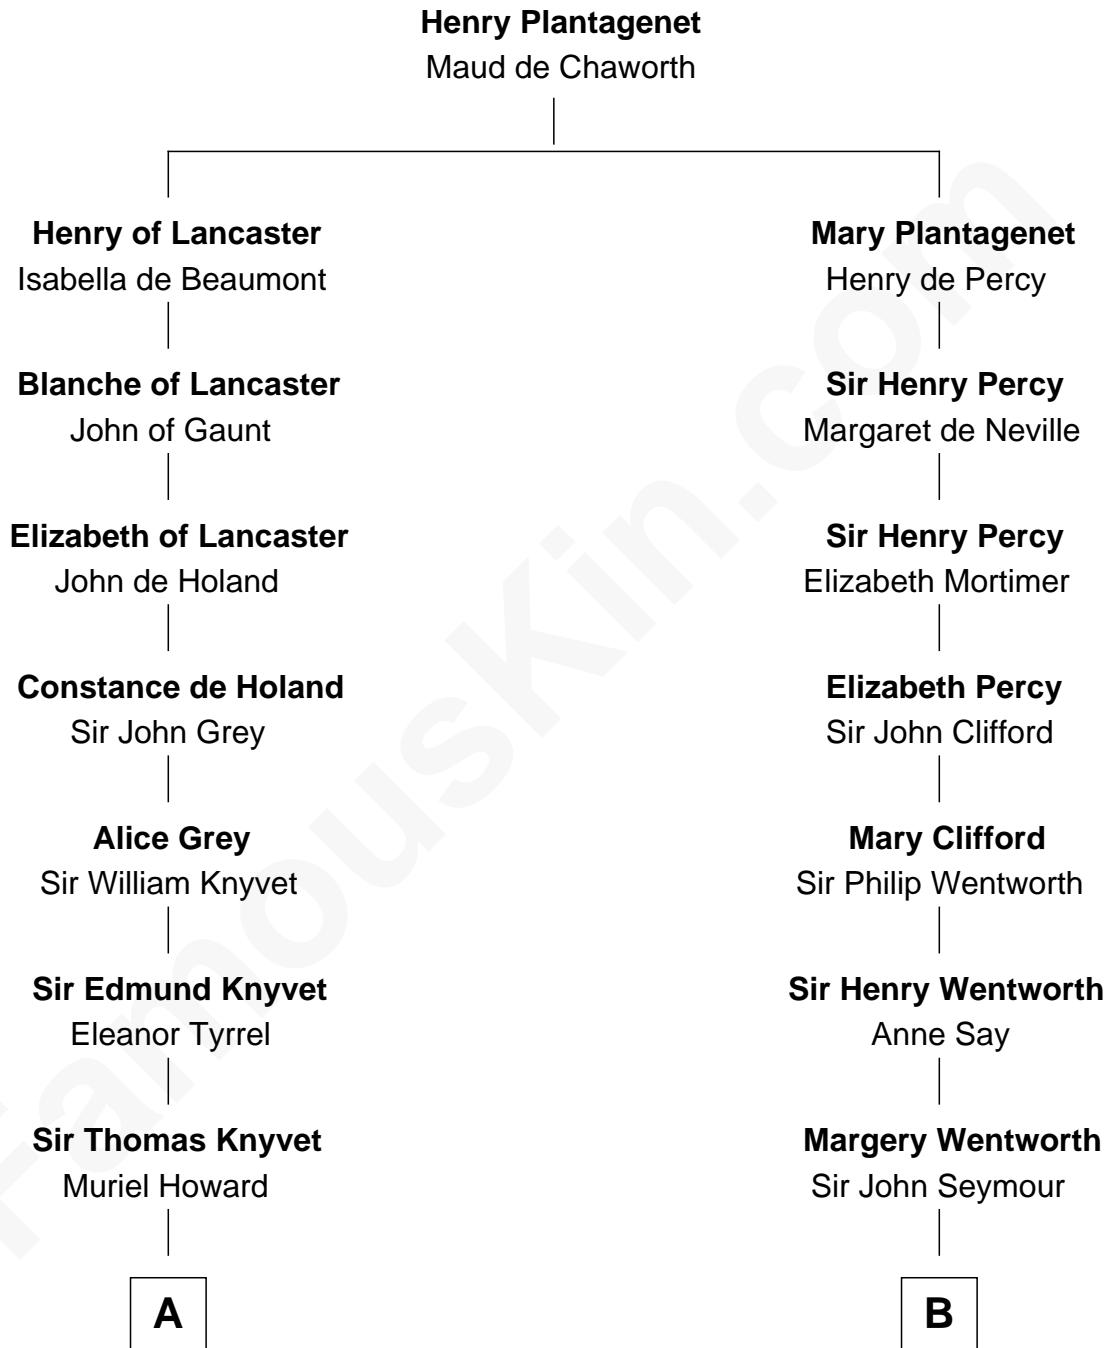 Henry Plantagenet
Maud de Chaworth
Henry of Lancaster
Isabella de Beaumont
Mary Plantagenet
Henry de Percy
Blanche of Lancaster
John of Gaunt
Sir Henry Percy
Margaret de Neville
Elizabeth of Lancaster
John de Holand
Sir Henry Percy
Elizabeth Mortimer
Constance de Holand
Sir John Grey
Elizabeth Percy
Sir John Clifford
Alice Grey
Sir William Knyvet
Mary Clifford
Sir Philip Wentworth
Sir Edmund Knyvet
Eleanor Tyrrel
Sir Henry Wentworth
Anne Say
Sir Thomas Knyvet
Muriel Howard
Margery Wentworth
Sir John Seymour
A
B
FamousKin.com